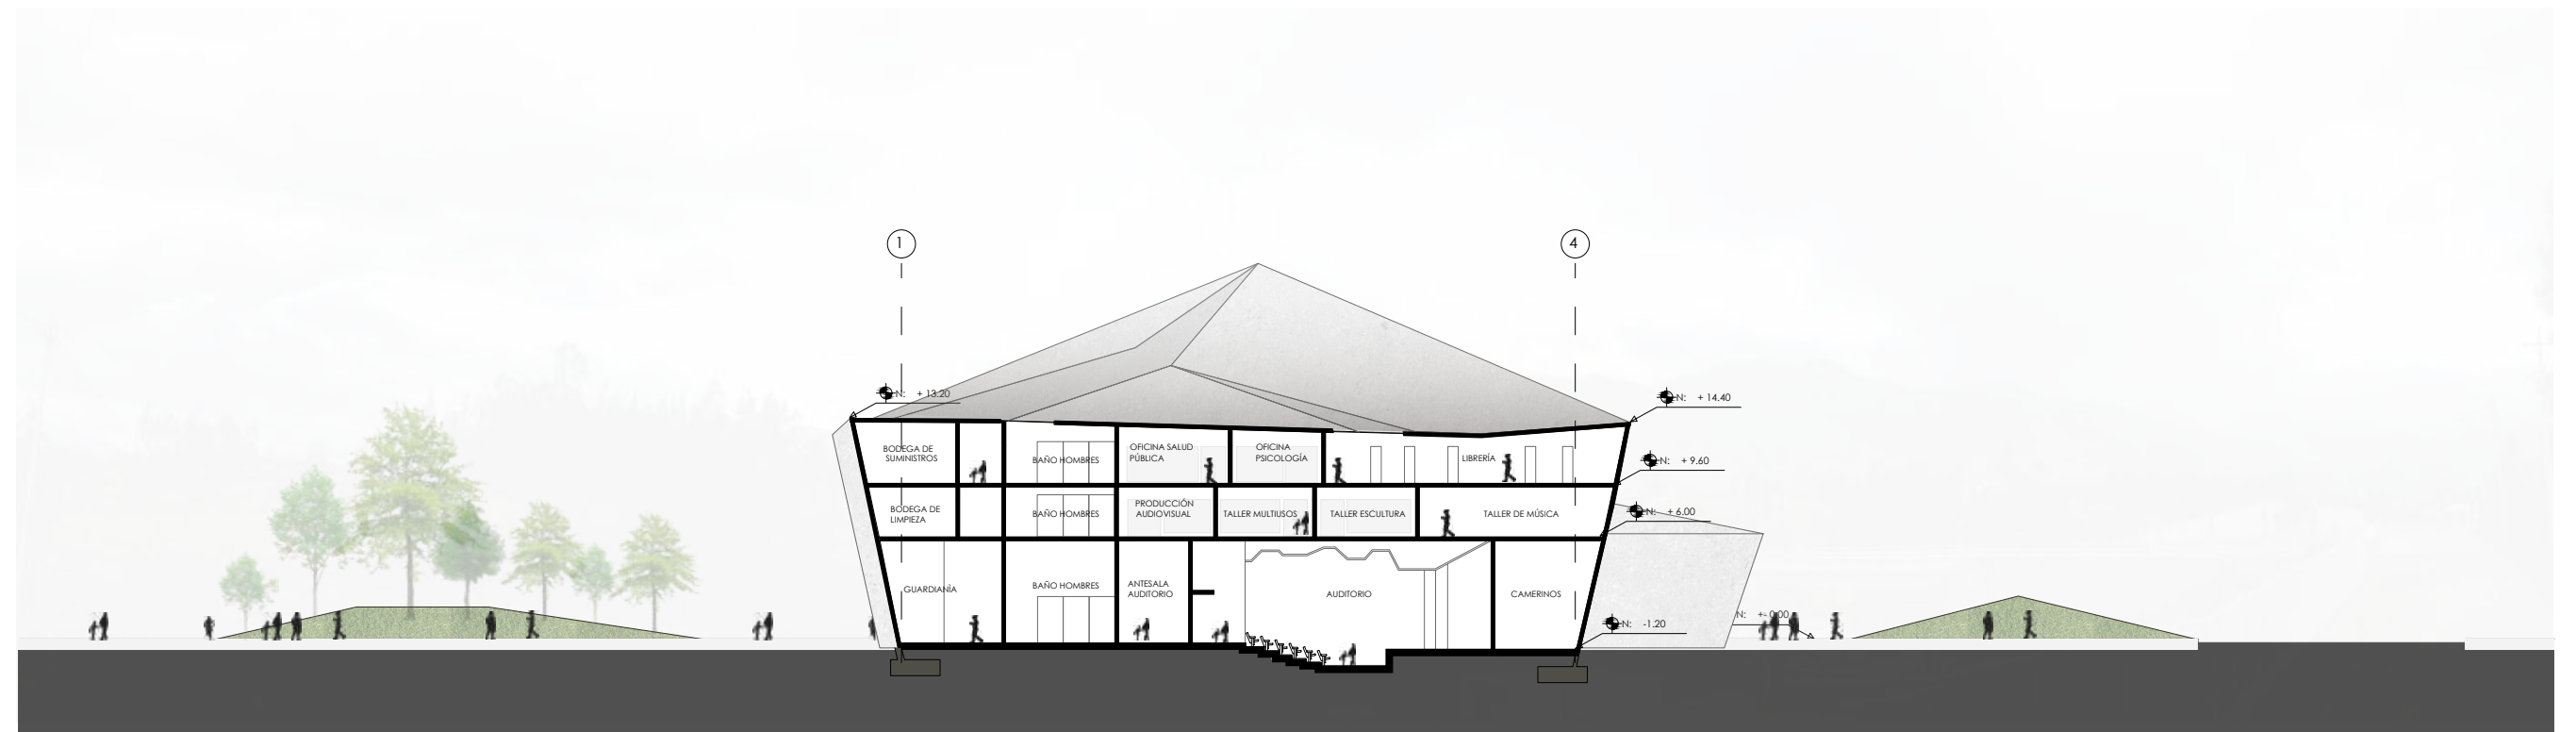 1
4
N: + 13.20
N: + 14.40
BODEGA DE
SUMINISTROS
BAÑO HOMBRES
OFICINA SALUD
PÚBLICA
OFICINA
PSICOLOGÍA
LIBRERÍA
N: + 9.60
BODEGA DE
LIMPIEZA
BAÑO HOMBRES
PRODUCCIÓN
AUDIOVISUAL
TALLER MULTIUSOS
TALLER ESCULTURA
TALLER DE MÚSICA
N: + 6.00
GUARDIANÍA
BAÑO HOMBRES
ANTESALA
AUDITORIO
AUDITORIO
CAMERINOS
N: -1.20
N: +- 0.00